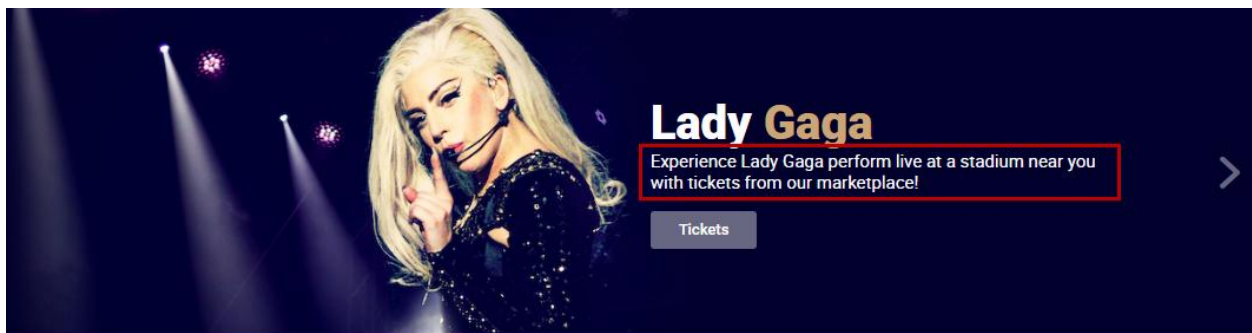 Lady Gaga
Experience Lady Gaga perform live at a stadium near you
with tickets from our marketplace!
Tickets